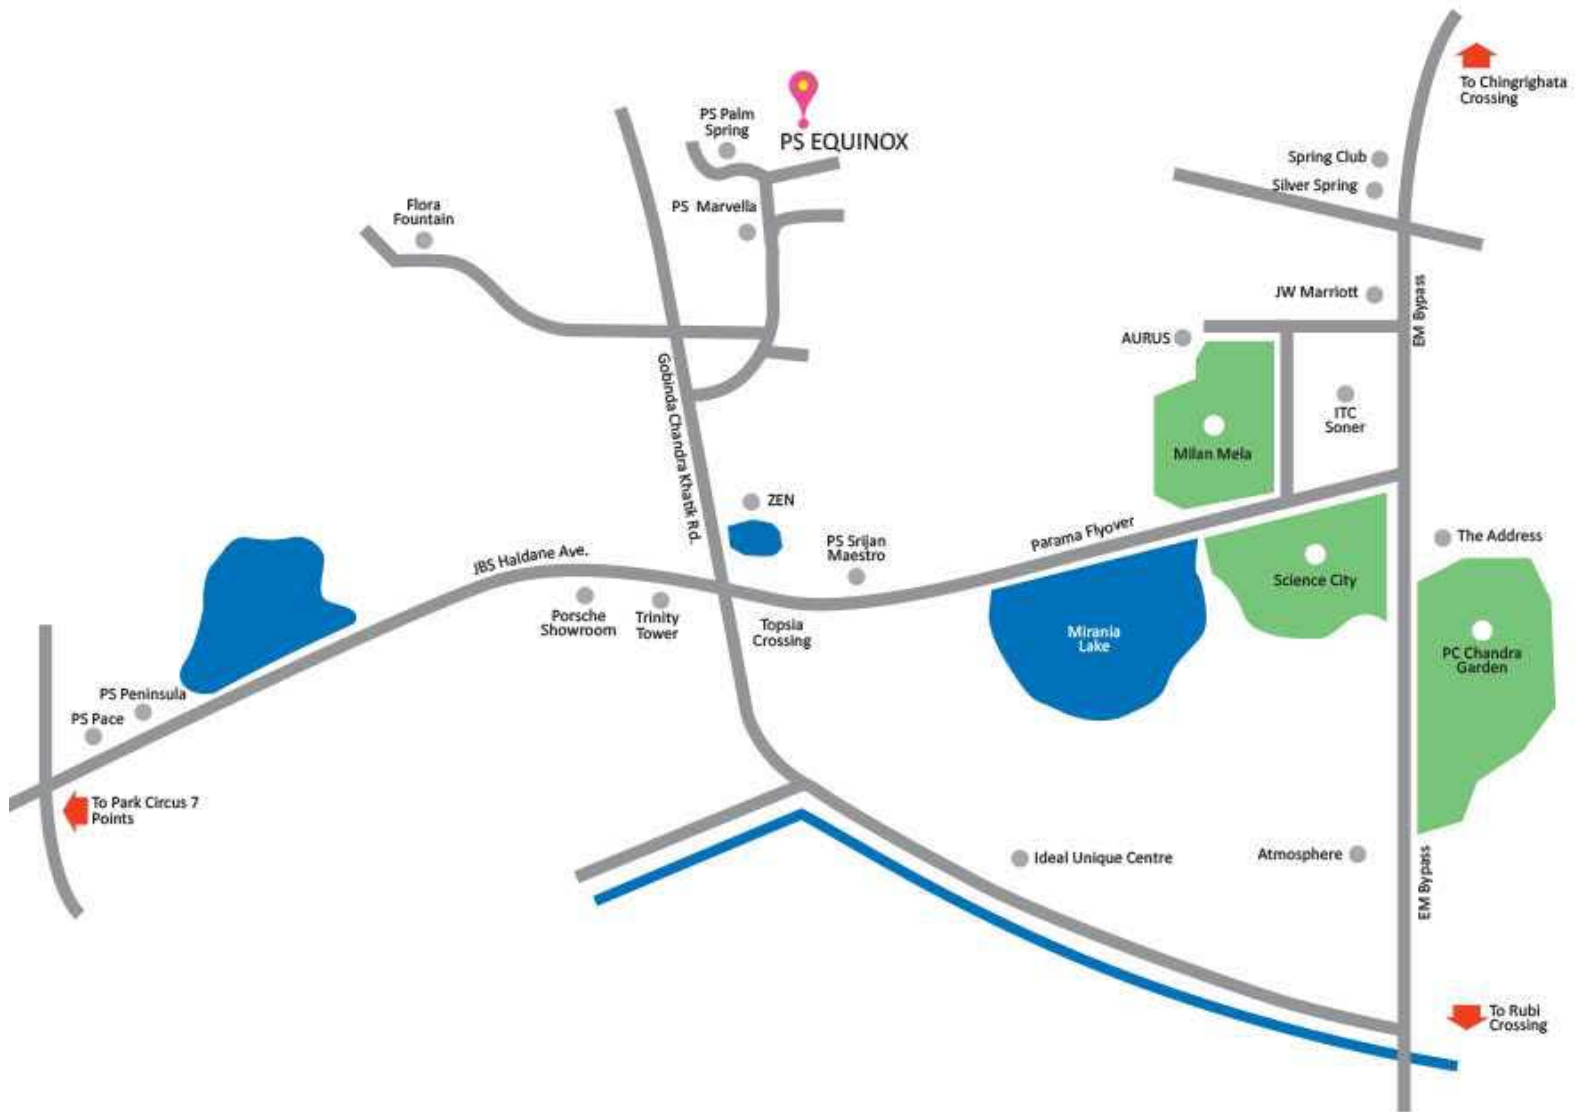 To Chingrighata
Crossing
PS Palm
Spring
PS EQUINOX
Spring Club
Silver Spring
Flora
Fountain
PS Marvella
JW Marriott
EM Bypass
AURUS
Gobinda Chandra Khatik Rd.
ITC
Soner
Milan Mela
ZEN
Parama Flyover
PS Srijan
Maestro
The Address
JBS Haldane Ave.
Science City
Porsche
Showroom
Trinity
Tower
Topsia
Crossing
Mirania
Lake
PC Chandra
Garden
PS Peninsula
PS Pace
To Park Circus 7
Points
Ideal Unique Centre
Atmosphere
EM Bypass
To Rubi
Crossing